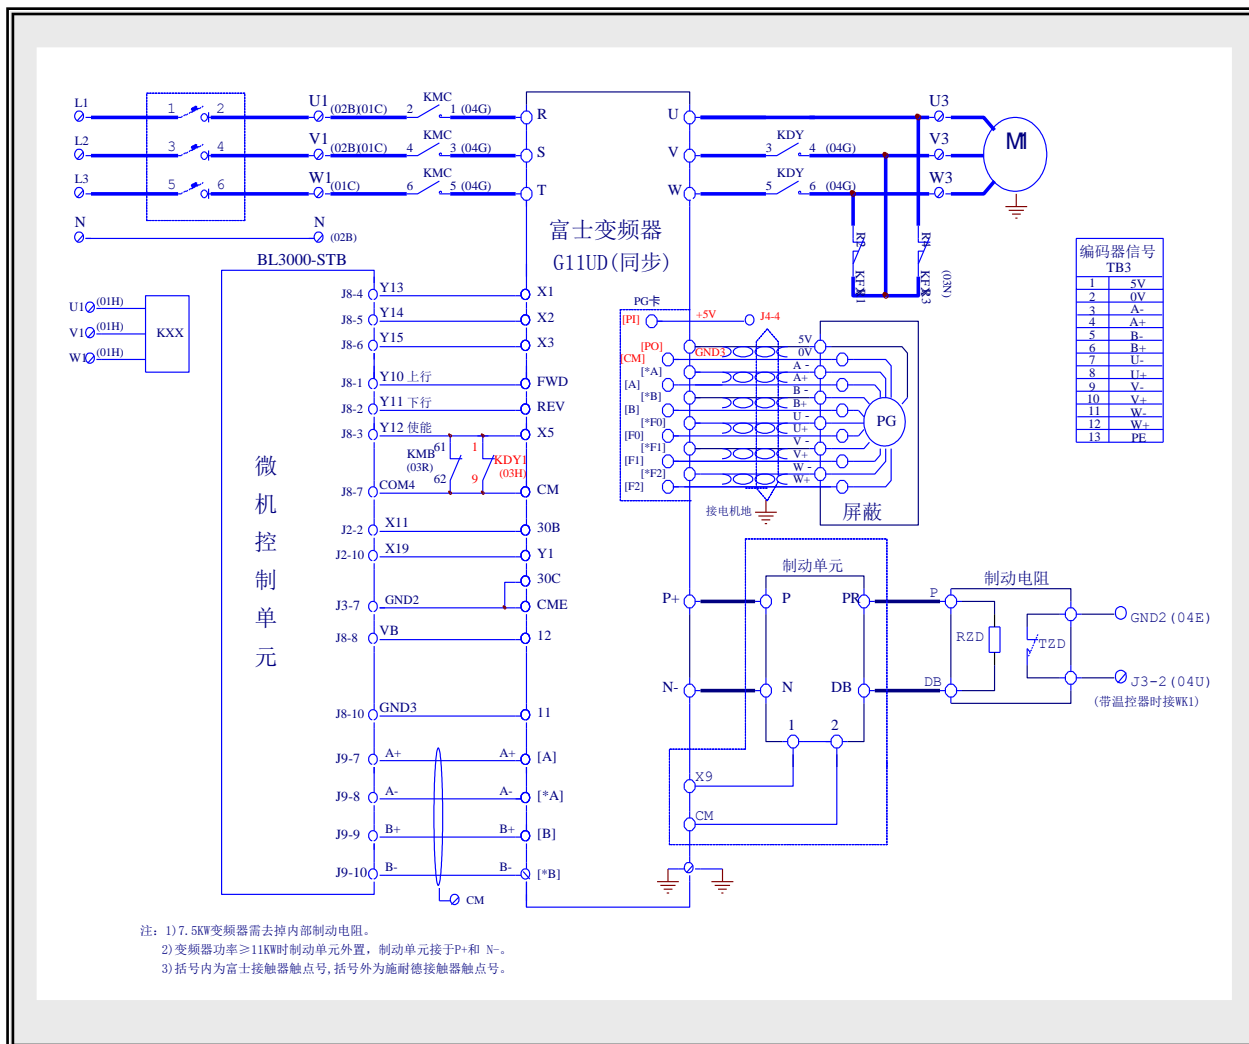 L1 1 2 U1 (02B)(01C) 2 KMC 1 (04G) R U U3
L2 3 4 V1 (02B)(01C) 4 KMC 3 (04G) S V 3 KDY 4 (04G) V3 M1
L3 5 6 W1 (01C) 6 KMC 5 (04G) T W 5 KDY 6 (04G) W3
N N (02B)
富士变频器
G11UD(同步)
BL3000-STB
微机控制单元
U1 (01H)
V1 (01H)
W1 (01H)
KXX
J8-4 Y13 X1
J8-5 Y14 X2
J8-6 Y15 X3
J8-1 Y10 上行 FWD
J8-2 Y11 下行 REV
J8-3 Y12 使能 X5
61 KMB (03R) 62
1 KDY1 (03H) 9
J8-7 COM4 CM
J2-2 X11 30B
J2-10 X19 Y1
30C
J3-7 GND2 CME
J8-8 VB 12
J8-10 GND3 11
J9-7 A+ A+ [A]
J9-8 A- A- [*A]
J9-9 B+ B+ [B]
J9-10 B- B- [*B]
CM
(03N)
PG卡
[PI] +5V J4-4
[PO] 5V
[CM] GND3 0V
[*A] A -
[A] A+
[*B] B -
[B] B+
[*F0] U -
[F0] U+
[*F1] V -
[F1] V+
[*F2] W -
[F2] W+
PG
接电机地
屏蔽
编码器信号
TB3
1 5V
2 0V
3 A-
4 A+
5 B-
6 B+
7 U-
8 U+
9 V-
10 V+
11 W-
12 W+
13 PE
制动单元
P+ P PR P
N- N DB DB
1 2
X9
CM
制动电阻
RZD
TZD
GND2(04E)
J3-2(04U)
(带温控器时接WK1)
注：1)7.5KW变频器需去掉内部制动电阻。
2)变频器功率≥11KW时制动单元外置，制动单元接于P+和 N-。
3)括号内为富士接触器触点号,括号外为施耐德接触器触点号。